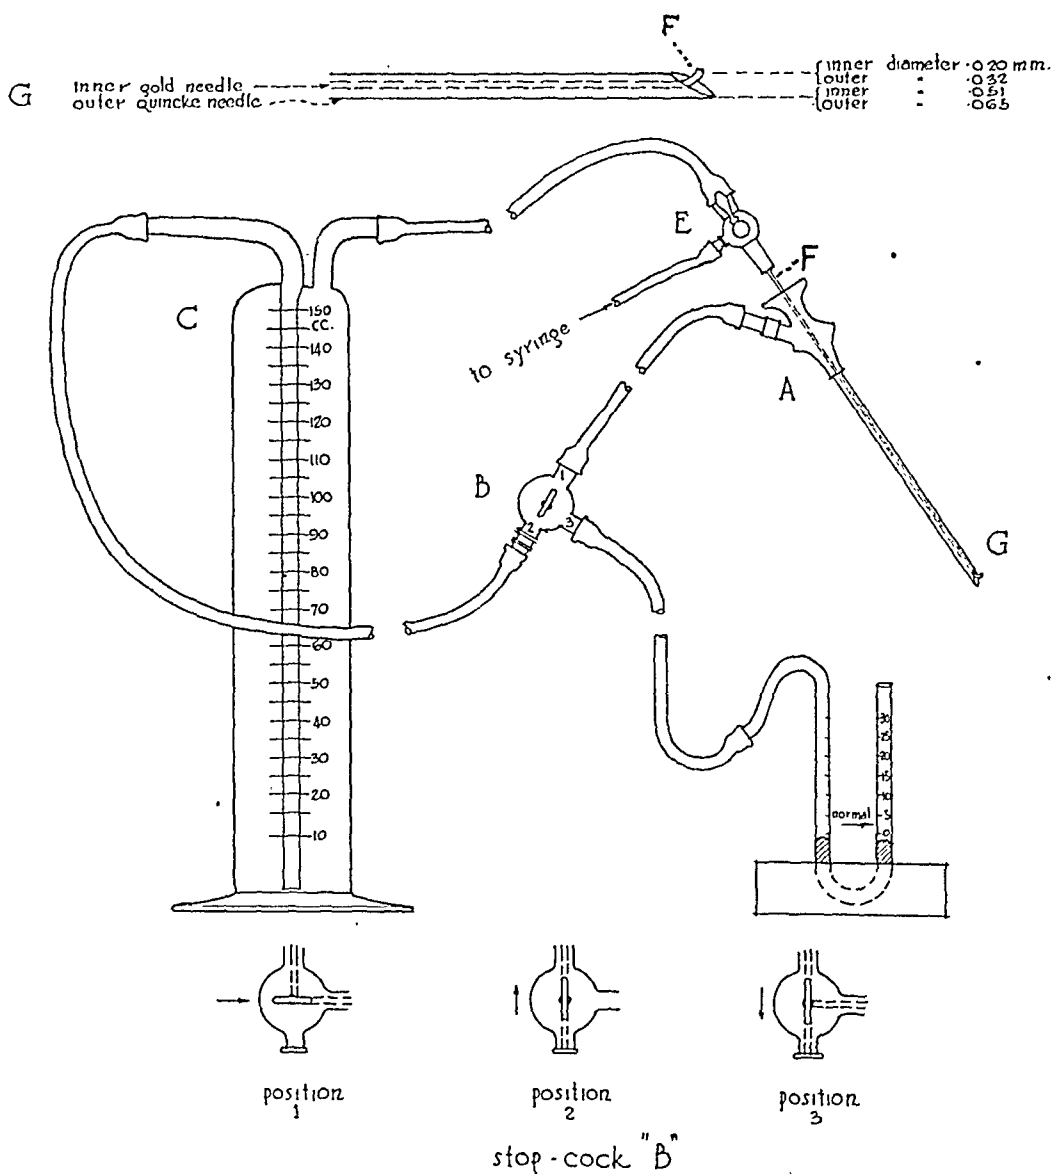 F
inner diameter .020 mm.
outer " .032
inner " .051
outer " .065
G inner gold needle
outer quincke needle
E
F
C
to syringe
A
B
G
150
CC.
140
130
120
110
100
90
80
70
60
50
40
30
20
10
1
2
3
30
25
20
15
10
5
0
normal
position
1
position
2
position
3
stop-cock "B"